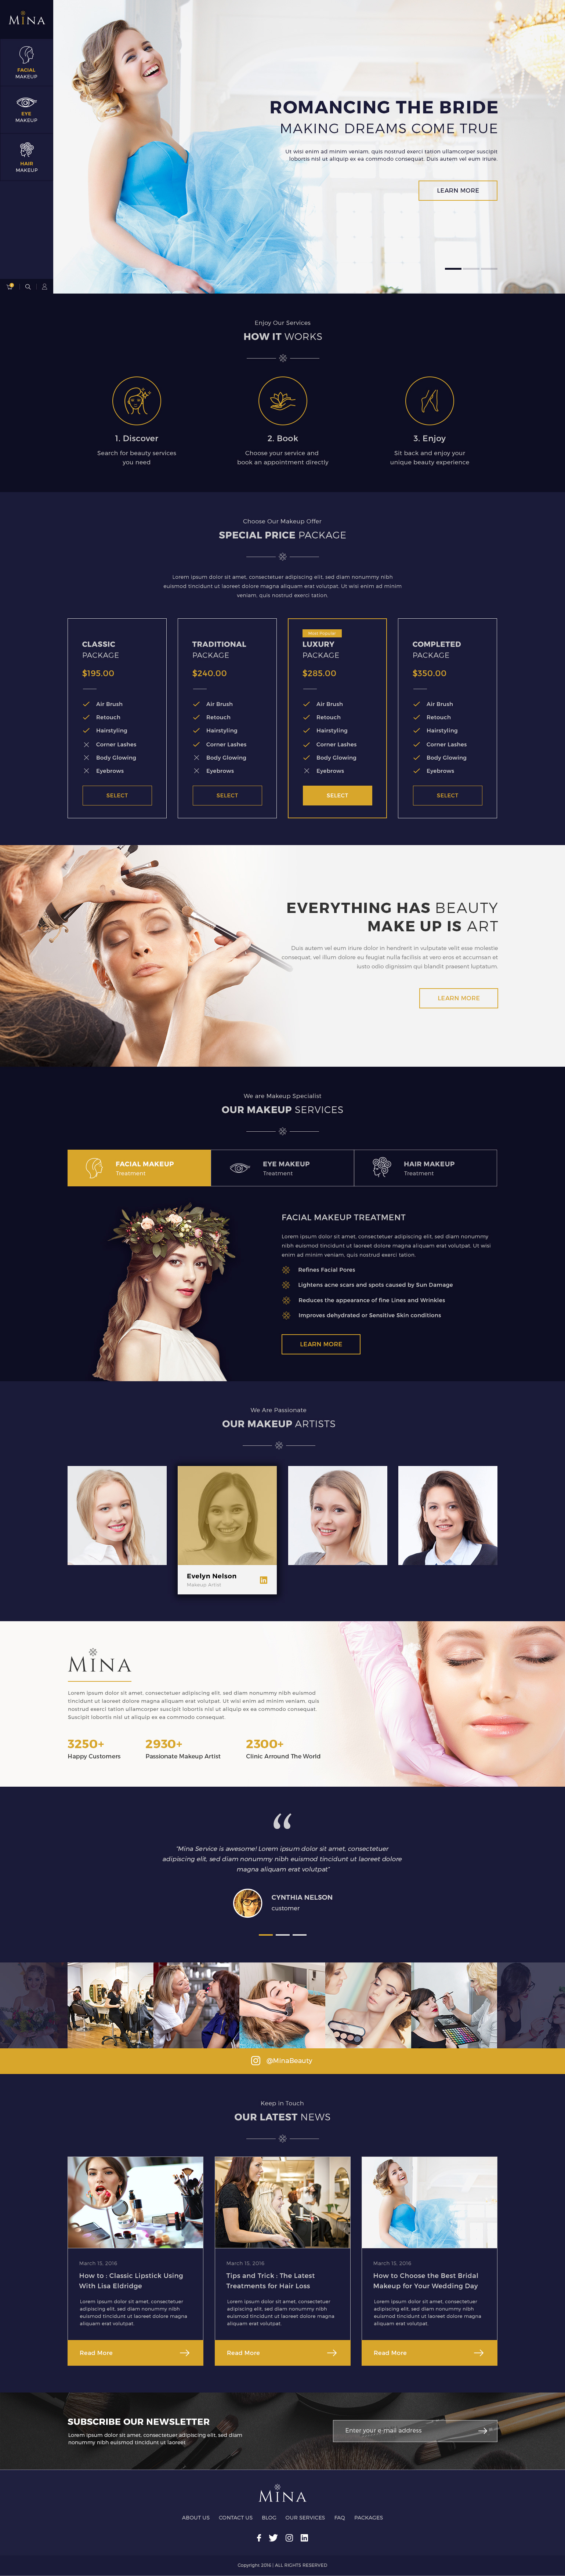 MINA
FACIAL
MAKEUP
EYE
MAKEUP
HAIR
MAKEUP
ROMANCING THE BRIDE
MAKING DREAMS COME TRUE
Ut wisi enim ad minim veniam, quis nostrud exerci tation ullamcorper suscipit
lobortis nisl ut aliquip ex ea commodo consequat. Duis autem vel eum iriure.
LEARN MORE
Enjoy Our Services
HOW IT WORKS
1. Discover
Search for beauty services
you need
2. Book
Choose your service and
book an appointment directly
3. Enjoy
Sit back and enjoy your
unique beauty experience
Choose Our Makeup Offer
SPECIAL PRICE PACKAGE
Lorem ipsum dolor sit amet, consectetuer adipiscing elit, sed diam nonummy nibh
euismod tincidunt ut laoreet dolore magna aliquam erat volutpat. Ut wisi enim ad minim
veniam, quis nostrud exerci tation.
CLASSIC
PACKAGE
$195.00
Air Brush
Retouch
Hairstyling
Corner Lashes
Body Glowing
Eyebrows
SELECT
TRADITIONAL
PACKAGE
$240.00
Air Brush
Retouch
Hairstyling
Corner Lashes
Body Glowing
Eyebrows
SELECT
Most Popular
LUXURY
PACKAGE
$285.00
Air Brush
Retouch
Hairstyling
Corner Lashes
Body Glowing
Eyebrows
SELECT
COMPLETED
PACKAGE
$350.00
Air Brush
Retouch
Hairstyling
Corner Lashes
Body Glowing
Eyebrows
SELECT
EVERYTHING HAS BEAUTY
MAKE UP IS ART
Duis autem vel eum iriure dolor in hendrerit in vulputate velit esse molestie
consequat, vel illum dolore eu feugiat nulla facilisis at vero eros et accumsan et
iusto odio dignissim qui blandit praesent luptatum.
LEARN MORE
We are Makeup Specialist
OUR MAKEUP SERVICES
FACIAL MAKEUP
Treatment
EYE MAKEUP
Treatment
HAIR MAKEUP
Treatment
FACIAL MAKEUP TREATMENT
Lorem ipsum dolor sit amet, consectetuer adipiscing elit, sed diam nonummy
nibh euismod tincidunt ut laoreet dolore magna aliquam erat volutpat. Ut wisi
enim ad minim veniam, quis nostrud exerci tation.
Refines Facial Pores
Lightens acne scars and spots caused by Sun Damage
Reduces the appearance of fine Lines and Wrinkles
Improves dehydrated or Sensitive Skin conditions
LEARN MORE
We Are Passionate
OUR MAKEUP ARTISTS
Evelyn Nelson
Makeup Artist
in
MINA
Lorem ipsum dolor sit amet, consectetuer adipiscing elit, sed diam nonummy nibh euismod
tincidunt ut laoreet dolore magna aliquam erat volutpat. Ut wisi enim ad minim veniam, quis
nostrud exerci tation ullamcorper suscipit lobortis nisl ut aliquip ex ea commodo consequat.
Suscipit lobortis nisl ut aliquip ex ea commodo consequat.
3250+
Happy Customers
2930+
Passionate Makeup Artist
2300+
Clinic Arround The World
"Mina Service is awesome! Lorem ipsum dolor sit amet, consectetuer
adipiscing elit, sed diam nonummy nibh euismod tincidunt ut laoreet dolore
magna aliquam erat volutpat"
CYNTHIA NELSON
customer
@MinaBeauty
Keep In Touch
OUR LATEST NEWS
March 15, 2016
How to : Classic Lipstick Using
With Lisa Eldridge
Lorem ipsum dolor sit amet, consectetuer
adipiscing elit, sed diam nonummy nibh
euismod tincidunt ut laoreet dolore magna
aliquam erat volutpat.
Read More
March 15, 2016
Tips and Trick : The Latest
Treatments for Hair Loss
Lorem ipsum dolor sit amet, consectetuer
adipiscing elit, sed diam nonummy nibh
euismod tincidunt ut laoreet dolore magna
aliquam erat volutpat.
Read More
March 15, 2016
How to Choose the Best Bridal
Makeup for Your Wedding Day
Lorem ipsum dolor sit amet, consectetuer
adipiscing elit, sed diam nonummy nibh
euismod tincidunt ut laoreet dolore magna
aliquam erat volutpat.
Read More
SUBSCRIBE OUR NEWSLETTER
Lorem ipsum dolor sit amet, consectetuer adipiscing elit, sed diam
nonummy nibh euismod tincidunt ut laoreet
Enter your e-mail address
MINA
ABOUT US CONTACT US BLOG OUR SERVICES FAQ PACKAGES
Copyright 2016 | ALL RIGHTS RESERVED